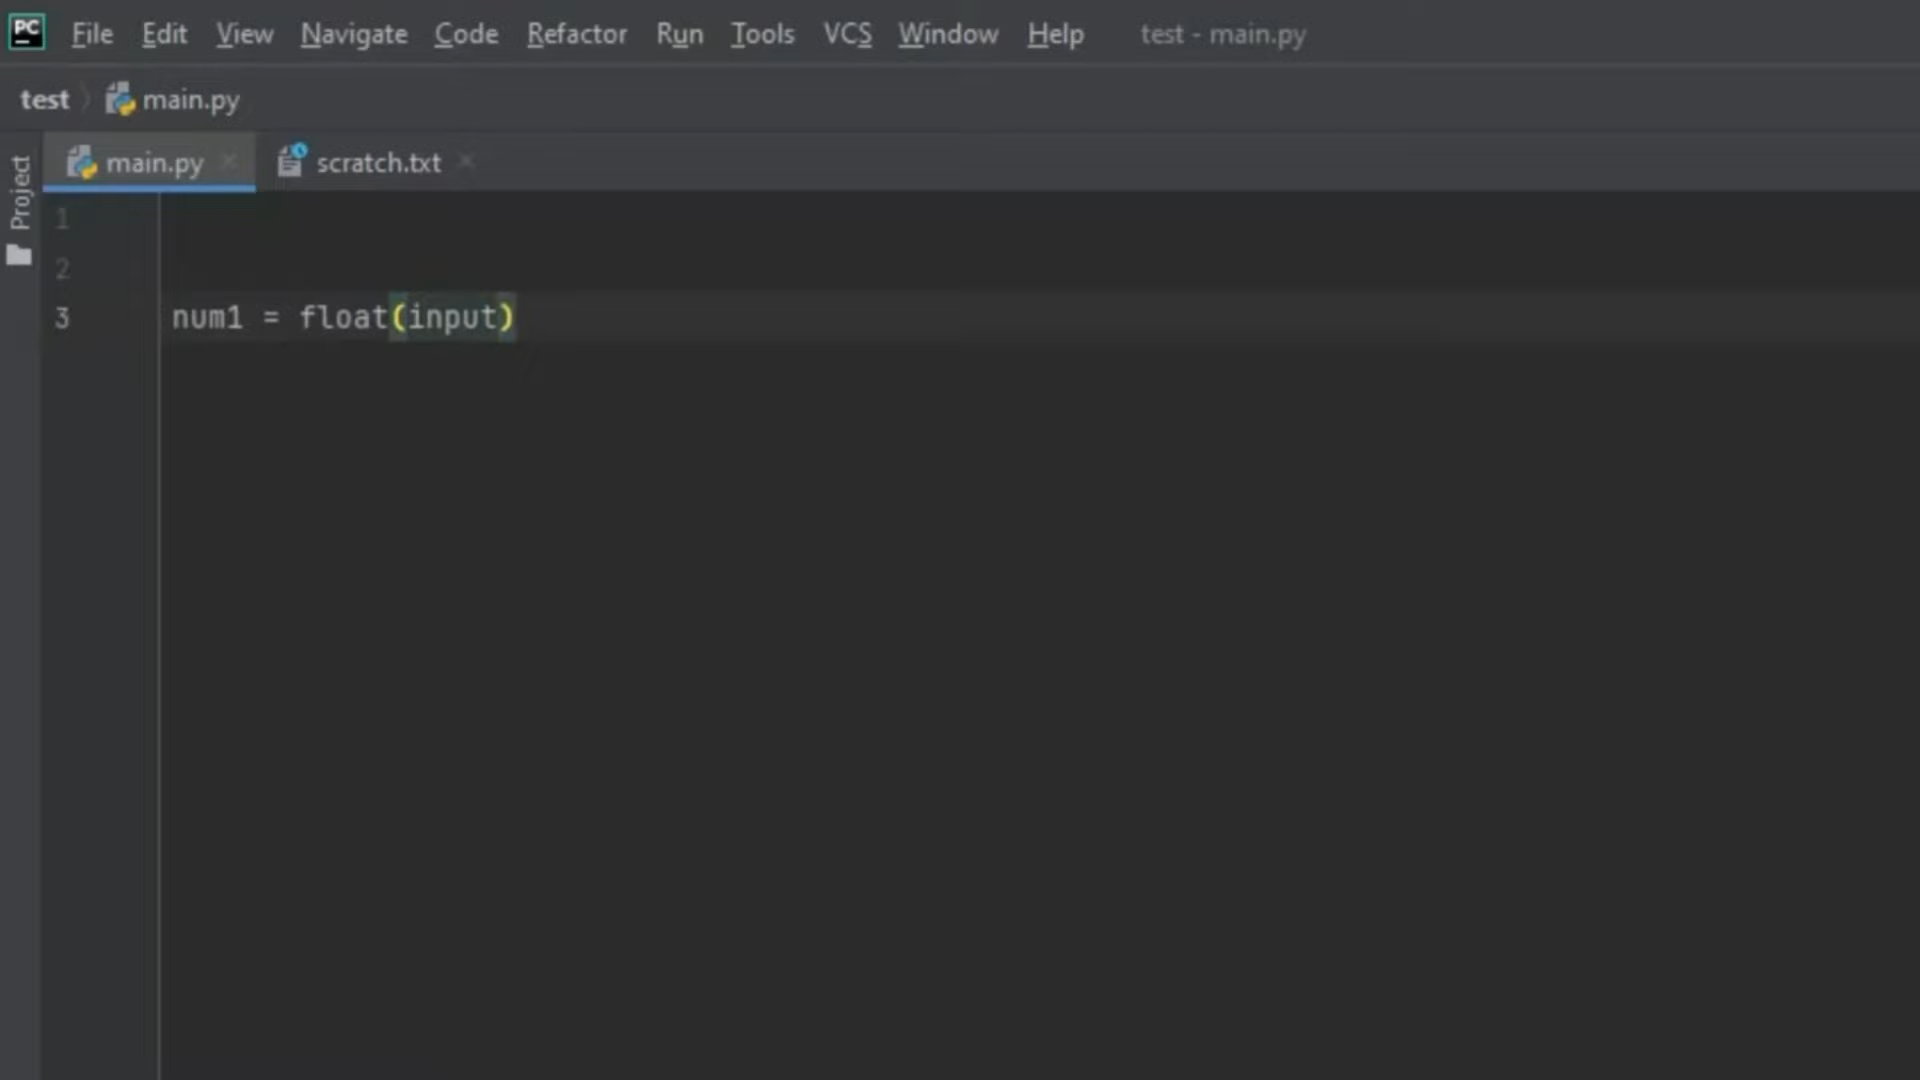 PC File Edit View Navigate Code Refactor Run Tools VCS Window Help test - main.py
test main.py
main.py scratch.txt
Project
1
2
3 num1 = float(input)